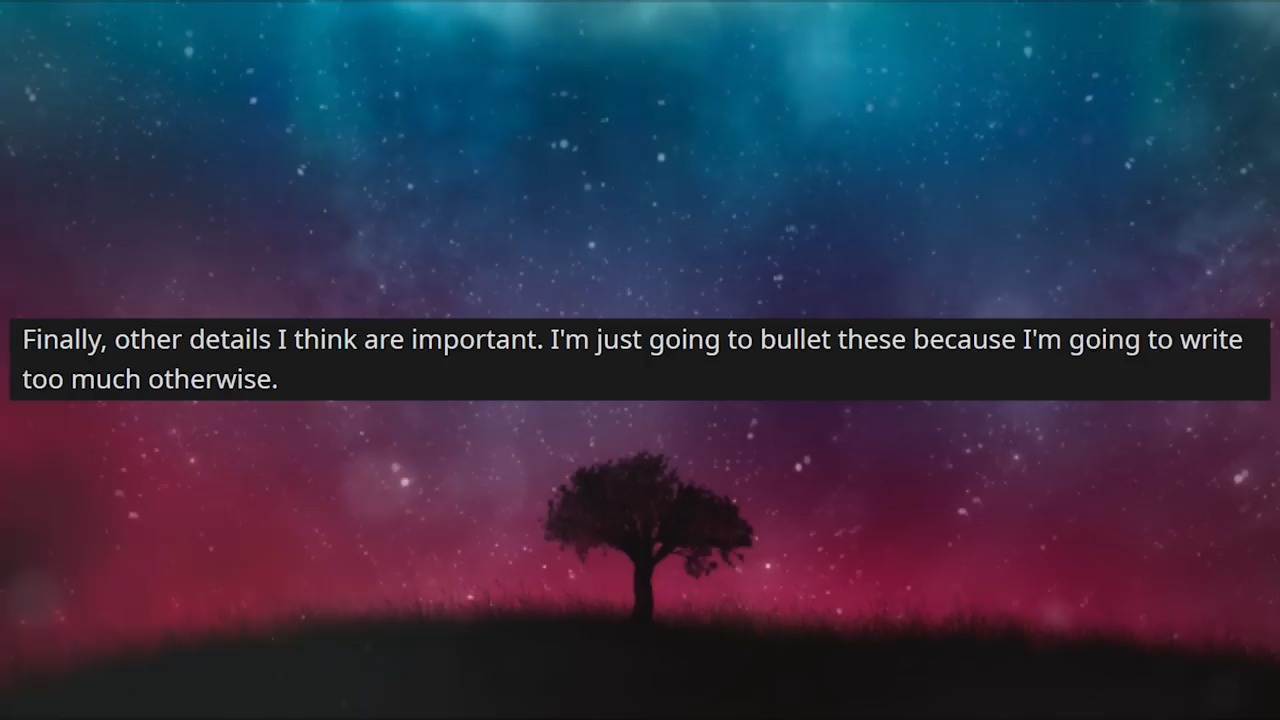 Finally, other details I think are important. I'm just going to bullet these because I'm going to write
too much otherwise.